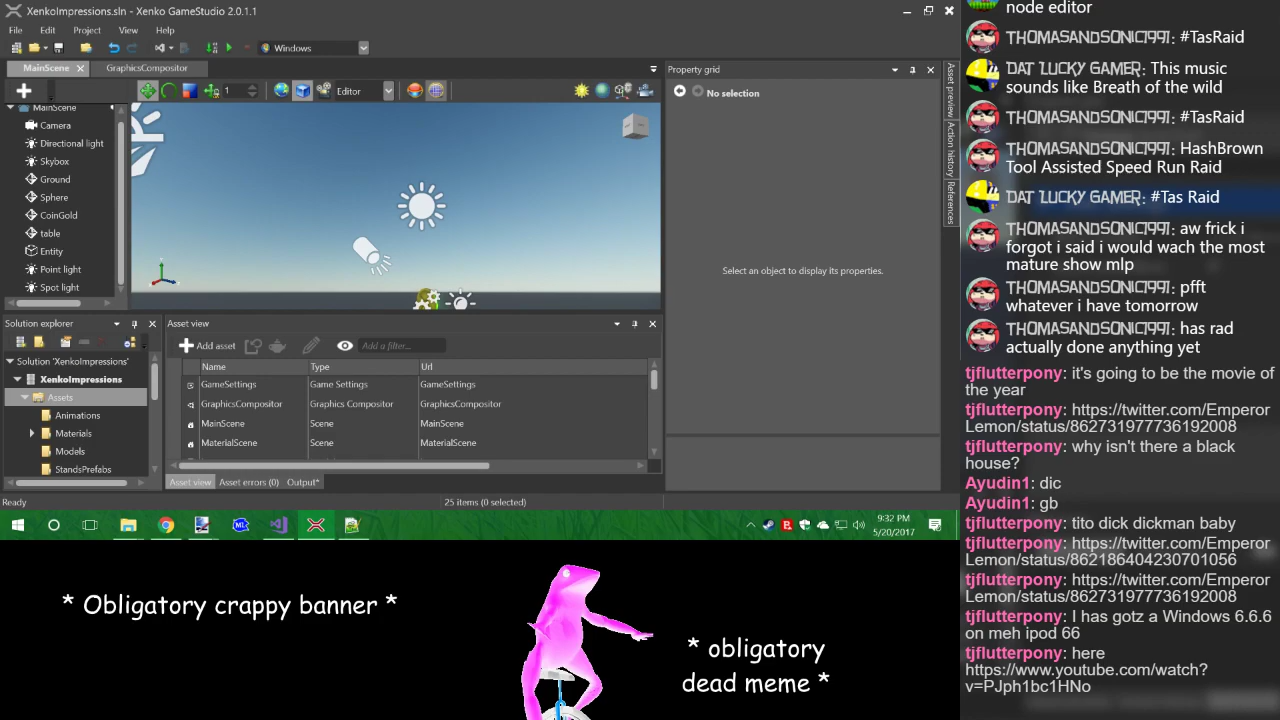 XenkoImpressions.sln - Xenko GameStudio 2.0.1.1
File Edit Project View Help
Windows
MainScene GraphicsCompositor
1 Editor
MainScene
Camera
Directional light
Skybox
Ground
Sphere
CoinGold
table
Entity
Point light
Spot light
Property grid
No selection
Select an object to display its properties.
Asset preview
Action history
References
Solution explorer
Solution 'XenkoImpressions'
XenkoImpressions
Assets
Animations
Materials
Models
StandsPrefabs
Asset view
Add asset Add a filter...
Name Type Url
GameSettings Game Settings GameSettings
GraphicsCompositor Graphics Compositor GraphicsCompositor
MainScene Scene MainScene
MaterialScene Scene MaterialScene
Asset view Asset errors (0) Output*
Ready 25 items (0 selected)
9:32 PM
5/20/2017
* Obligatory crappy banner *
* obligatory
dead meme *
node editor
THOMASANDSONIC1991: #TasRaid
DAT LUCKY GAMER: This music
sounds like Breath of the wild
THOMASANDSONIC1991: #TasRaid
THOMASANDSONIC1991: HashBrown
Tool Assisted Speed Run Raid
DAT LUCKY GAMER: #Tas Raid
THOMASANDSONIC1991: aw frick i
forgot i said i would wach the most
mature show mlp
THOMASANDSONIC1991: pfft
whatever i have tomorrow
THOMASANDSONIC1991: has rad
actually done anything yet
tjflutterpony: it's going to be the movie of
the year
tjflutterpony: https://twitter.com/Emperor
Lemon/status/862731977736192008
tjflutterpony: why isn't there a black
house?
Ayudin1: dic
Ayudin1: gb
tjflutterpony: tito dick dickman baby
tjflutterpony: https://twitter.com/Emperor
Lemon/status/862186404230701056
tjflutterpony: https://twitter.com/Emperor
Lemon/status/862731977736192008
tjflutterpony: I has gotz a Windows 6.6.6
on meh ipod 66
tjflutterpony: here
https://www.youtube.com/watch?
v=PJph1bc1HNo